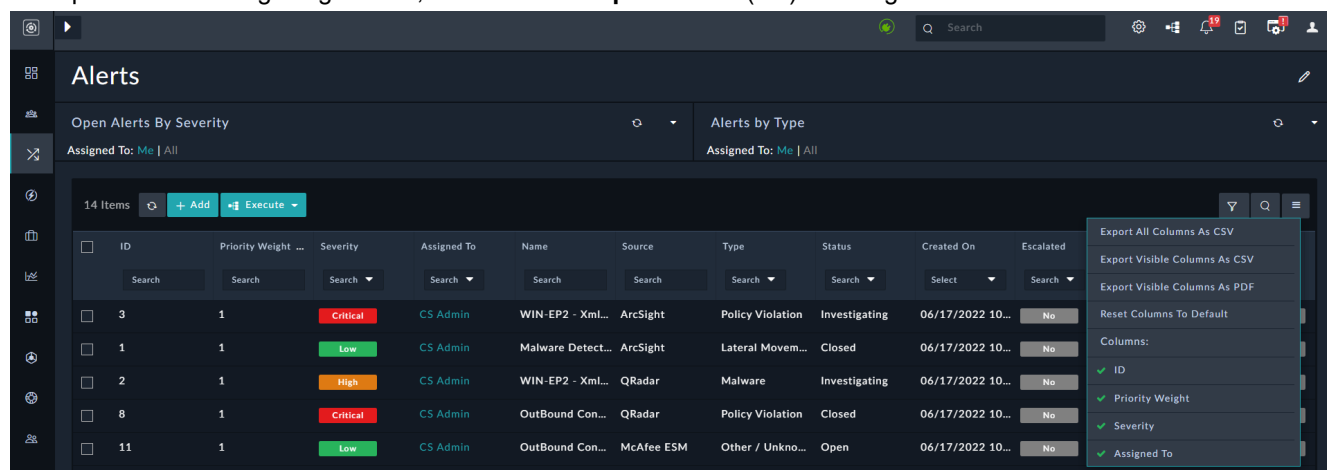 19
Search
Alerts
Open Alerts By Severity
Assigned To: Me | All
Alerts by Type
Assigned To: Me | All
14 Items + Add Execute
Export All Columns As CSV
Export Visible Columns As CSV
Export Visible Columns As PDF
Reset Columns To Default
Columns:
ID
Priority Weight
Severity
Assigned To
ID Priority Weight ... Severity Assigned To Name Source Type Status Created On Escalated
Search Search Search Search Search Search Search Search Select Search
3 1 Critical CS Admin WIN-EP2 - Xml... ArcSight Policy Violation Investigating 06/17/2022 10... No
1 1 Low CS Admin Malware Detect... ArcSight Lateral Movem... Closed 06/17/2022 10... No
2 1 High CS Admin WIN-EP2 - Xml... QRadar Malware Investigating 06/17/2022 10... No
8 1 Critical CS Admin OutBound Con... QRadar Policy Violation Closed 06/17/2022 10... No
11 1 Low CS Admin OutBound Con... McAfee ESM Other / Unkno... Open 06/17/2022 10... No